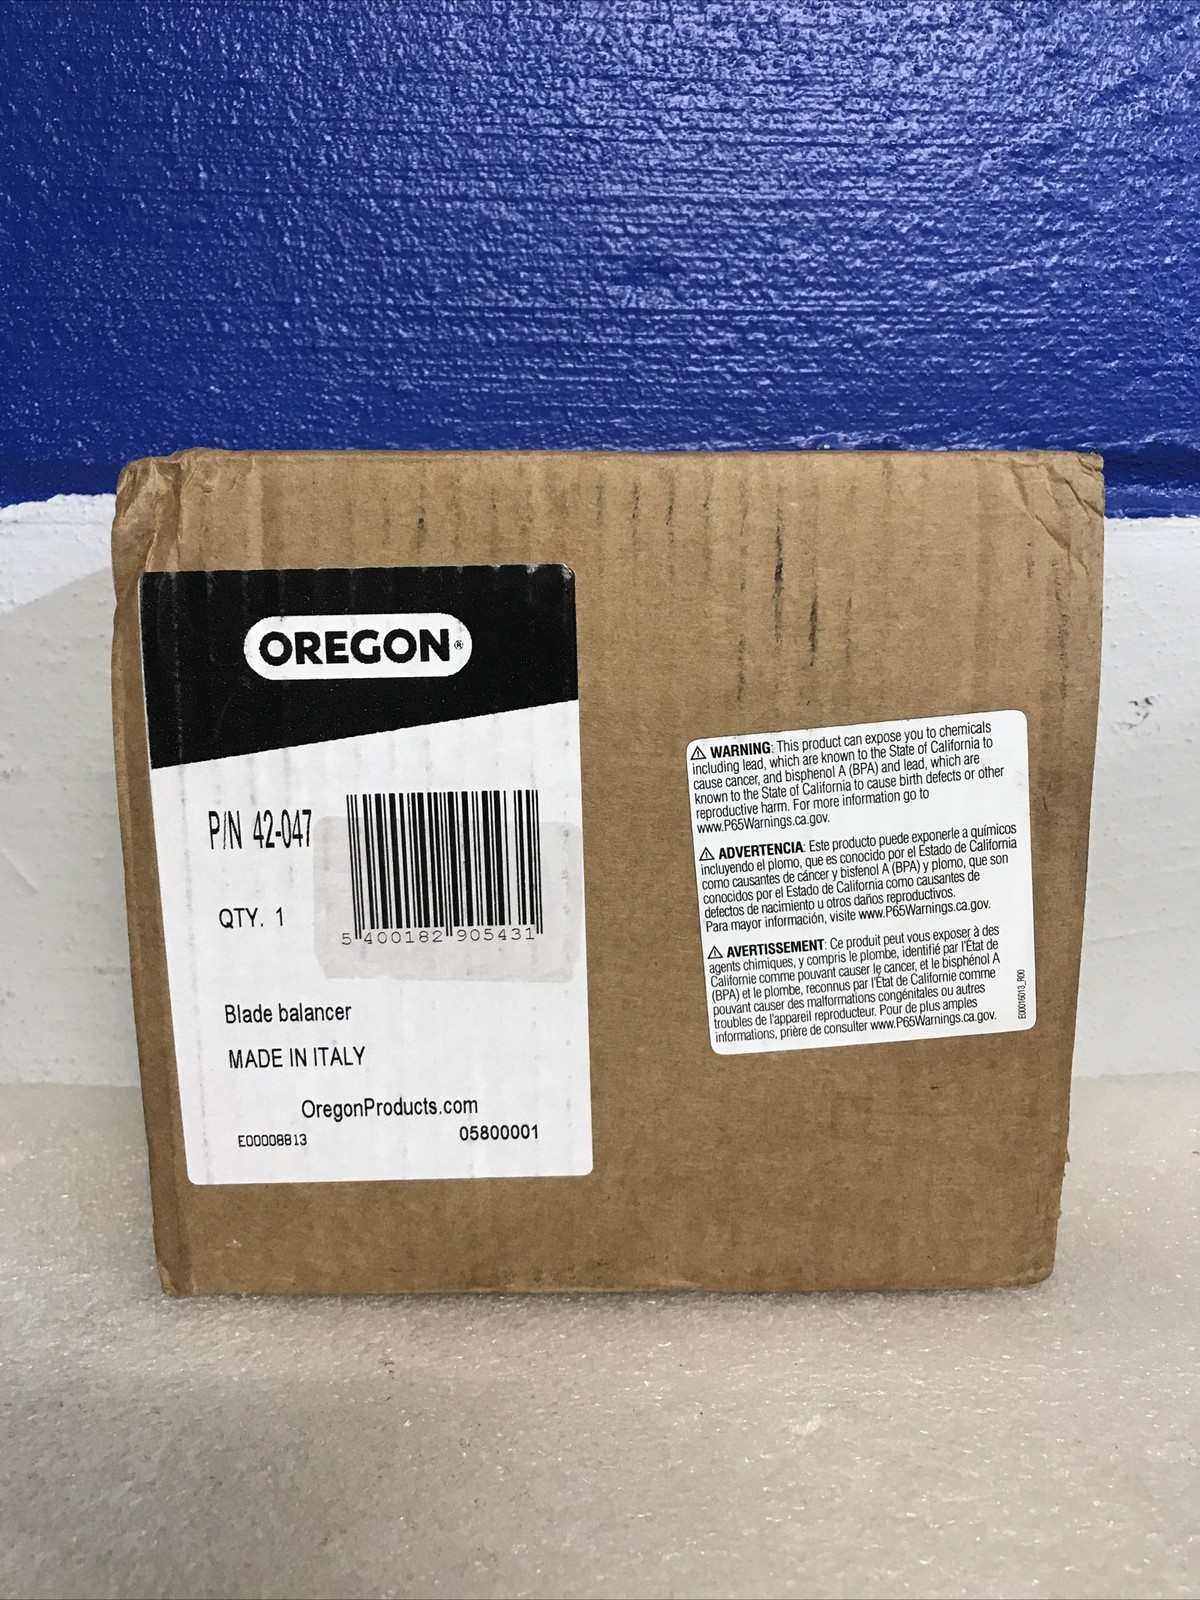 OREGON®
P/N 42-047
QTY. 1
5 400182 905431
Blade balancer
MADE IN ITALY
OregonProducts.com
E00008813
05800001
⚠ WARNING: This product can expose you to chemicals
including lead, which are known to the State of California to
cause cancer, and bisphenol A (BPA) and lead, which are
known to the State of California to cause birth defects or other
reproductive harm. For more information go to
www.P65Warnings.ca.gov.
⚠ ADVERTENCIA: Este producto puede exponerle a químicos
incluyendo el plomo, que es conocido por el Estado de California
como causantes de cáncer y bisfenol A (BPA) y plomo, que son
conocidos por el Estado de California como causantes de
defectos de nacimiento u otros daños reproductivos.
Para mayor información, visite www.P65Warnings.ca.gov.
⚠ AVERTISSEMENT: Ce produit peut vous exposer à des
agents chimiques, y compris le plombe, identifié par l'État de
Californie comme pouvant causer le cancer, et le bisphénol A
(BPA) et le plombe, reconnus par l'État de Californie comme
pouvant causer des malformations congénitales ou autres
troubles de l'appareil reproducteur. Pour de plus amples
informations, prière de consulter www.P65Warnings.ca.gov.
E00016013_R00